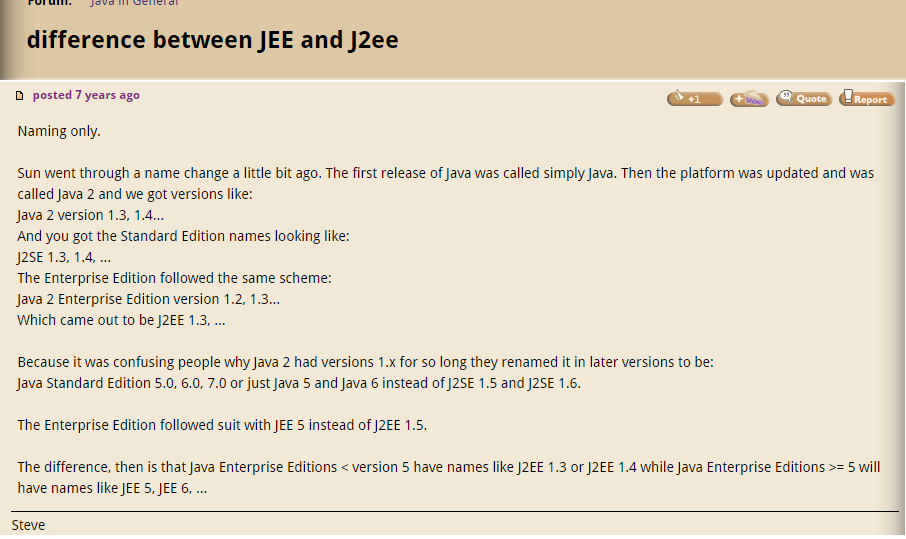 Forum: Java in General
difference between JEE and J2ee
posted 7 years ago
+1
Quote
Report
Naming only.
Sun went through a name change a little bit ago. The first release of Java was called simply Java. Then the platform was updated and was
called Java 2 and we got versions like:
Java 2 version 1.3, 1.4...
And you got the Standard Edition names looking like:
J2SE 1.3, 1.4, ...
The Enterprise Edition followed the same scheme:
Java 2 Enterprise Edition version 1.2, 1.3...
Which came out to be J2EE 1.3, ...
Because it was confusing people why Java 2 had versions 1.x for so long they renamed it in later versions to be:
Java Standard Edition 5.0, 6.0, 7.0 or just Java 5 and Java 6 instead of J2SE 1.5 and J2SE 1.6.
The Enterprise Edition followed suit with JEE 5 instead of J2EE 1.5.
The difference, then is that Java Enterprise Editions < version 5 have names like J2EE 1.3 or J2EE 1.4 while Java Enterprise Editions >= 5 will
have names like JEE 5, JEE 6, ...
Steve